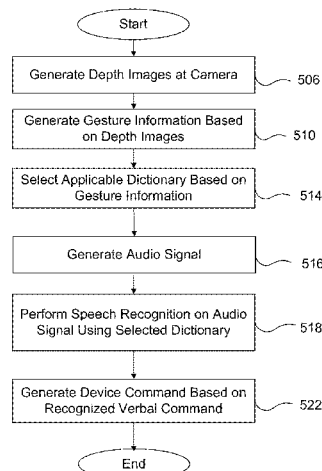 Start
Generate Depth Images at Camera
506
Generate Gesture Information Based
on Depth Images
510
Select Applicable Dictionary Based on
Gesture Information
514
Generate Audio Signal
516
Perform Speech Recognition on Audio
Signal Using Selected Dictionary
518
Generate Device Command Based on
Recognized Verbal Command
522
End